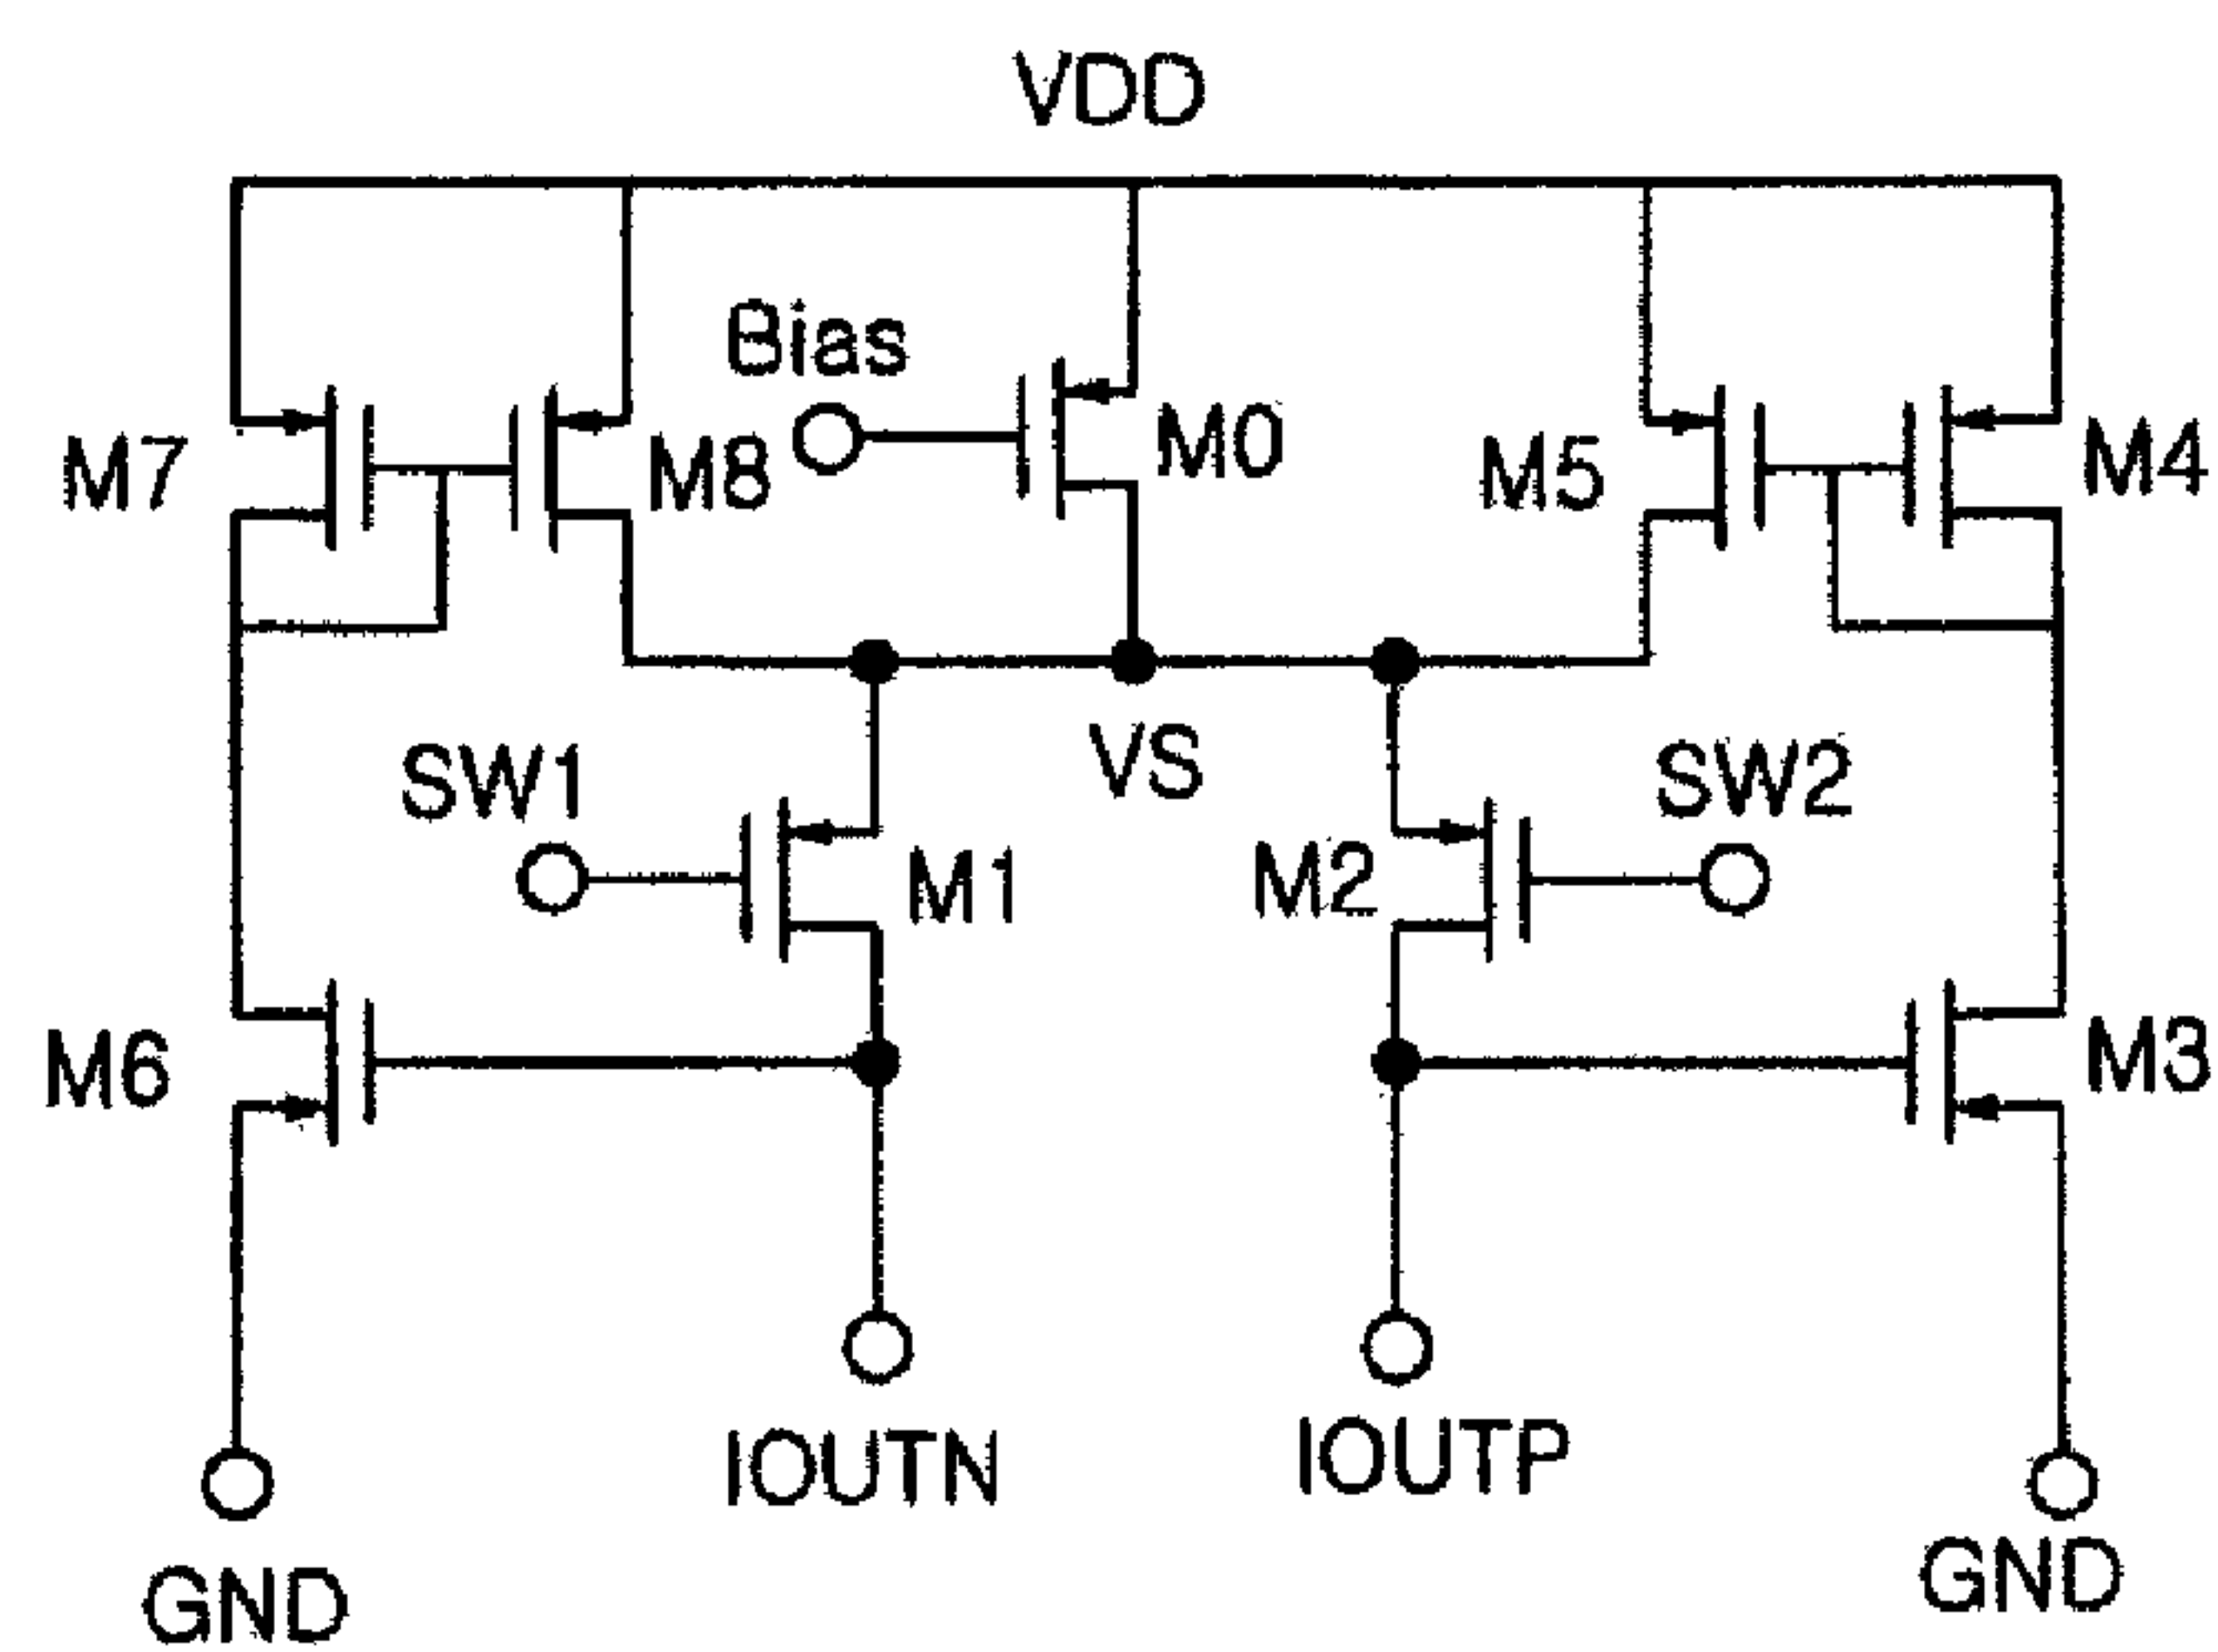 VDD
Bias
M7
M8
M0
M5
M4
VS
SW1
SW2
M1
M2
M6
M3
IOUTN
IOUTP
GND
GND